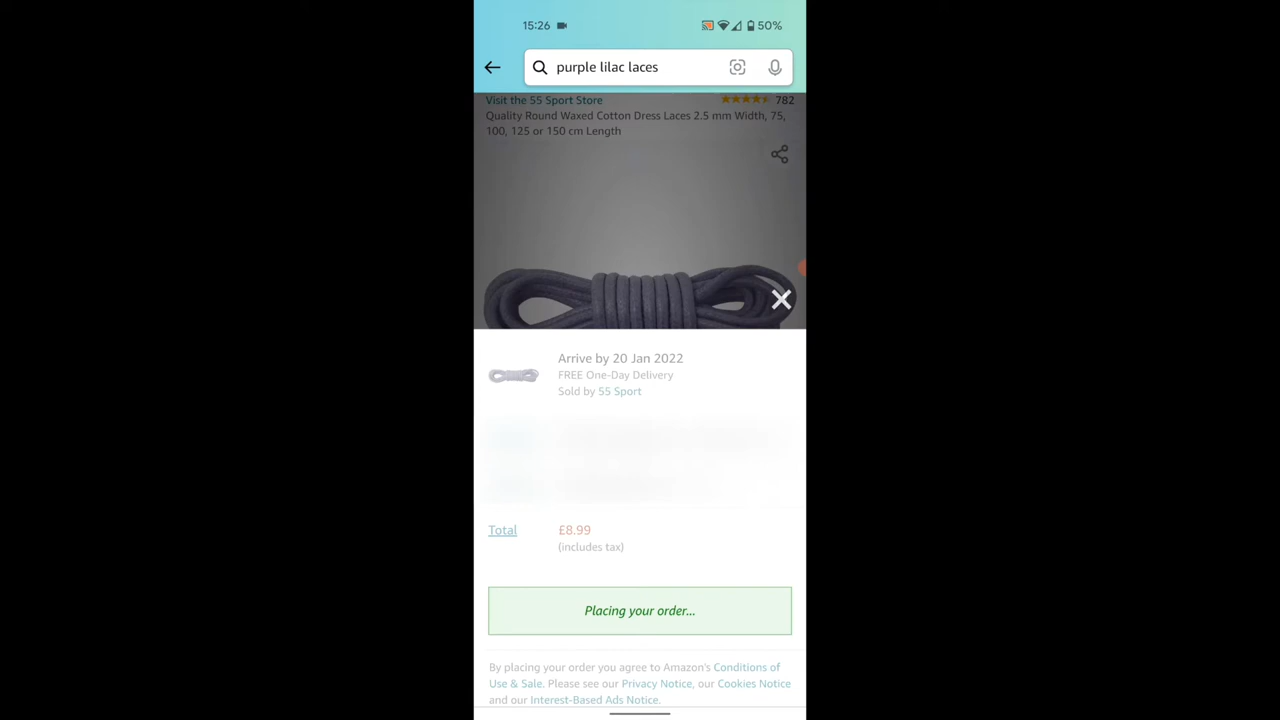 15:26
50%
purple lilac laces
Visit the 55 Sport Store
782
Quality Round Waxed Cotton Dress Laces 2.5 mm Width, 75,
100, 125 or 150 cm Length
Arrive by 20 Jan 2022
FREE One-Day Delivery
Sold by 55 Sport
Total
£8.99
(includes tax)
Placing your order...
By placing your order you agree to Amazon's Conditions of
Use & Sale. Please see our Privacy Notice, our Cookies Notice
and our Interest-Based Ads Notice.